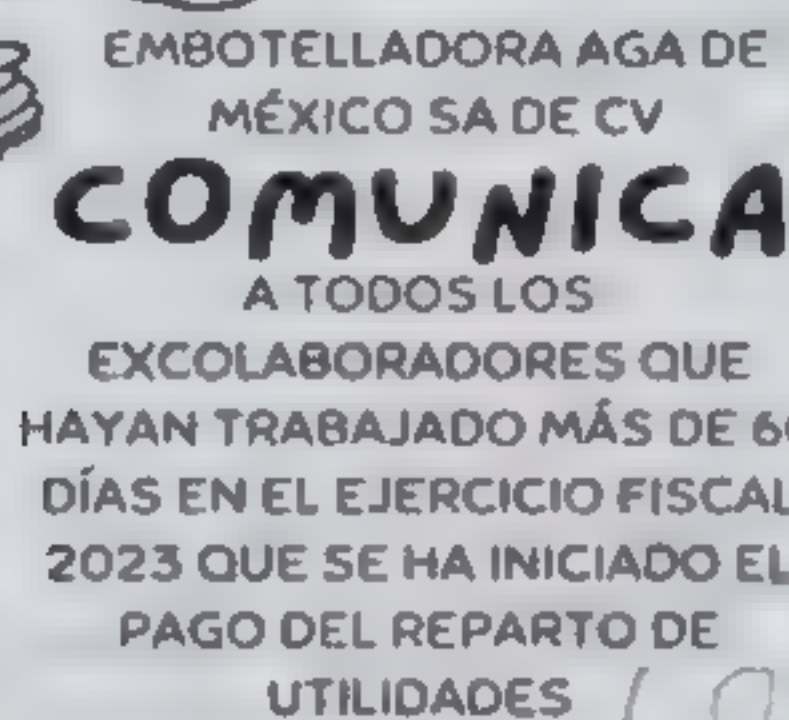 EMBOTELLADORA AGA DE
MÉXICO SA DE CV
COMUNICA
A TODOS LOS
EXCOLABORADORES QUE
HAYAN TRABAJADO MÁS DE 60
DÍAS EN EL EJERCICIO FISCAL
2023 QUE SE HA INICIADO EL
PAGO DEL REPARTO DE
UTILIDADES